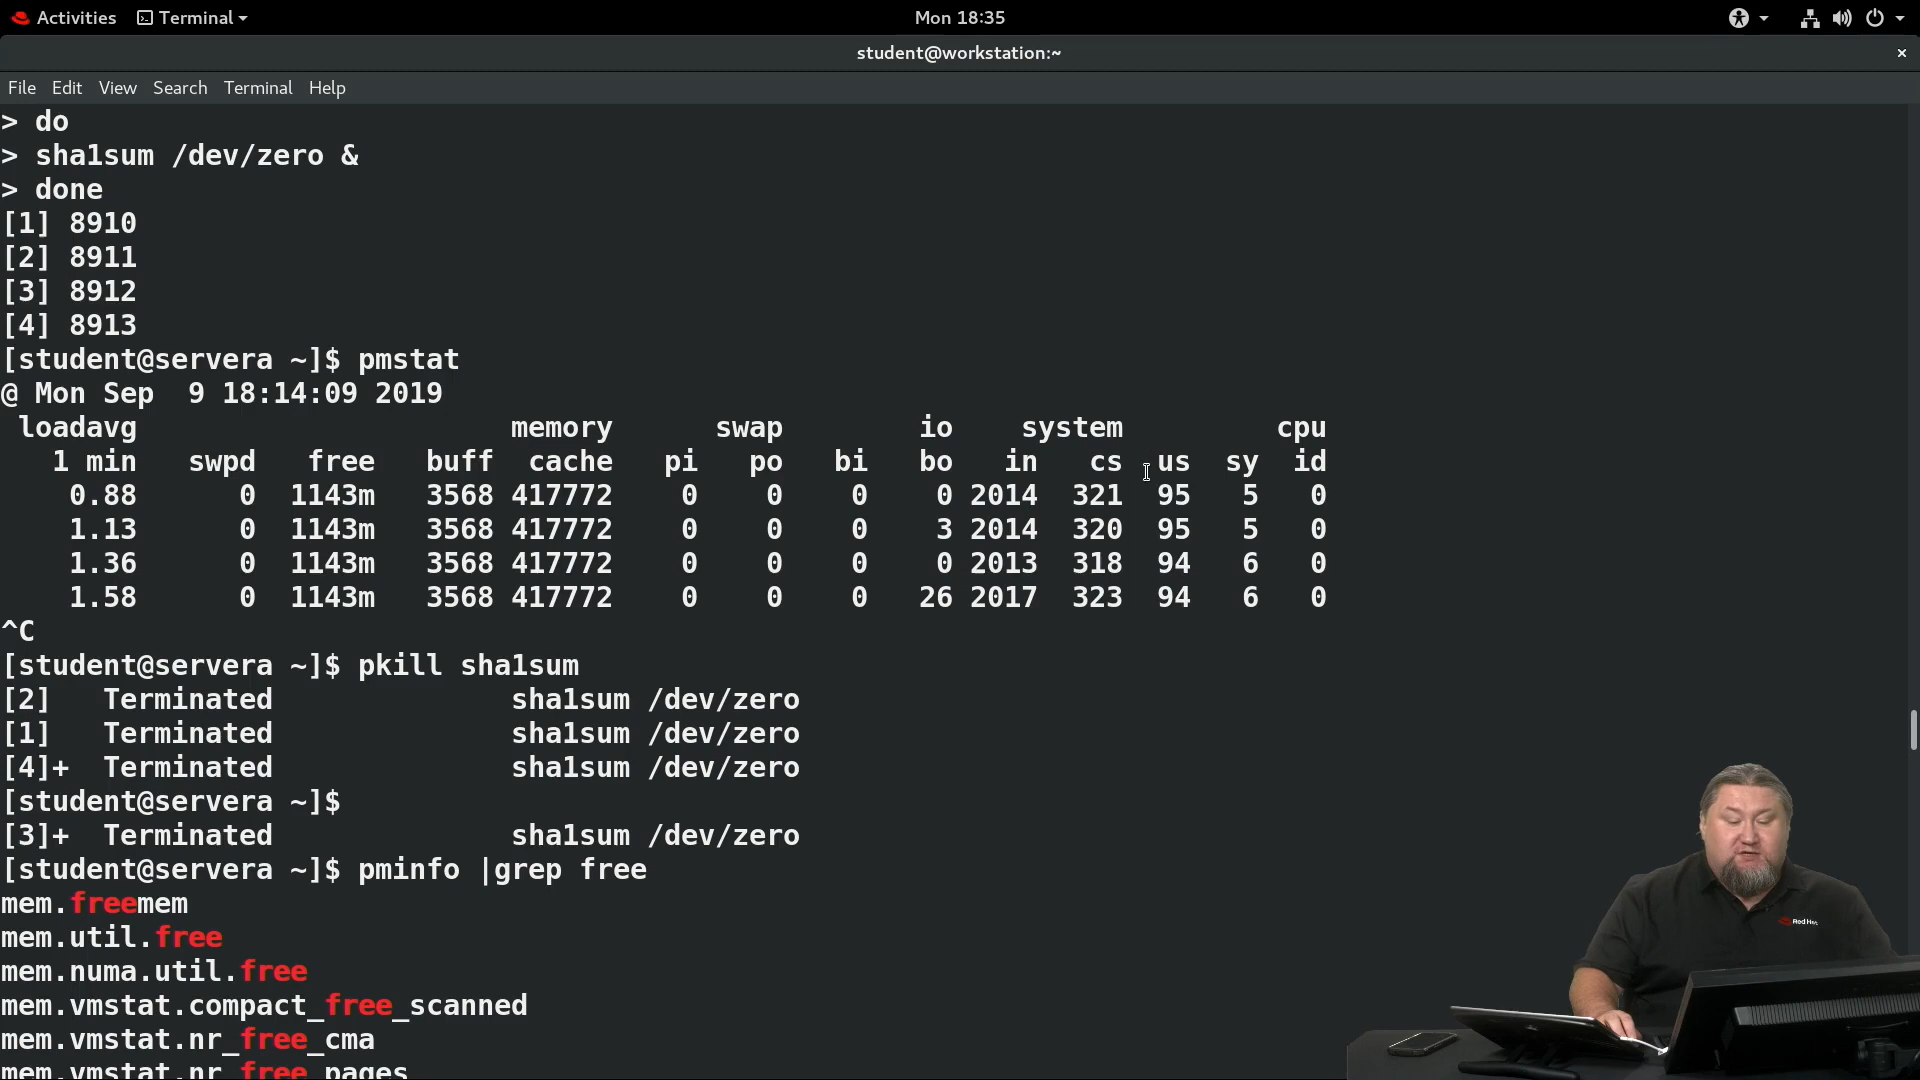 Activities Terminal Mon 18:35
student@workstation:~ ×
File Edit View Search Terminal Help
> do
> sha1sum /dev/zero &
> done
[1] 8910
[2] 8911
[3] 8912
[4] 8913
[student@servera ~]$ pmstat
@ Mon Sep  9 18:14:09 2019
loadavg memory swap io system cpu
1 min swpd free buff cache pi po bi bo in cs us sy id
0.88 0 1143m 3568 417772 0 0 0 0 2014 321 95 5 0
1.13 0 1143m 3568 417772 0 0 0 3 2014 320 95 5 0
1.36 0 1143m 3568 417772 0 0 0 0 2013 318 94 6 0
1.58 0 1143m 3568 417772 0 0 0 26 2017 323 94 6 0
^C
[student@servera ~]$ pkill sha1sum
[2] Terminated sha1sum /dev/zero
[1] Terminated sha1sum /dev/zero
[4]+ Terminated sha1sum /dev/zero
[student@servera ~]$
[3]+ Terminated sha1sum /dev/zero
[student@servera ~]$ pminfo |grep free
mem.freemem
mem.util.free
mem.numa.util.free
mem.vmstat.compact_free_scanned
mem.vmstat.nr_free_cma
mem.vmstat.nr_free_pages
Red Hat